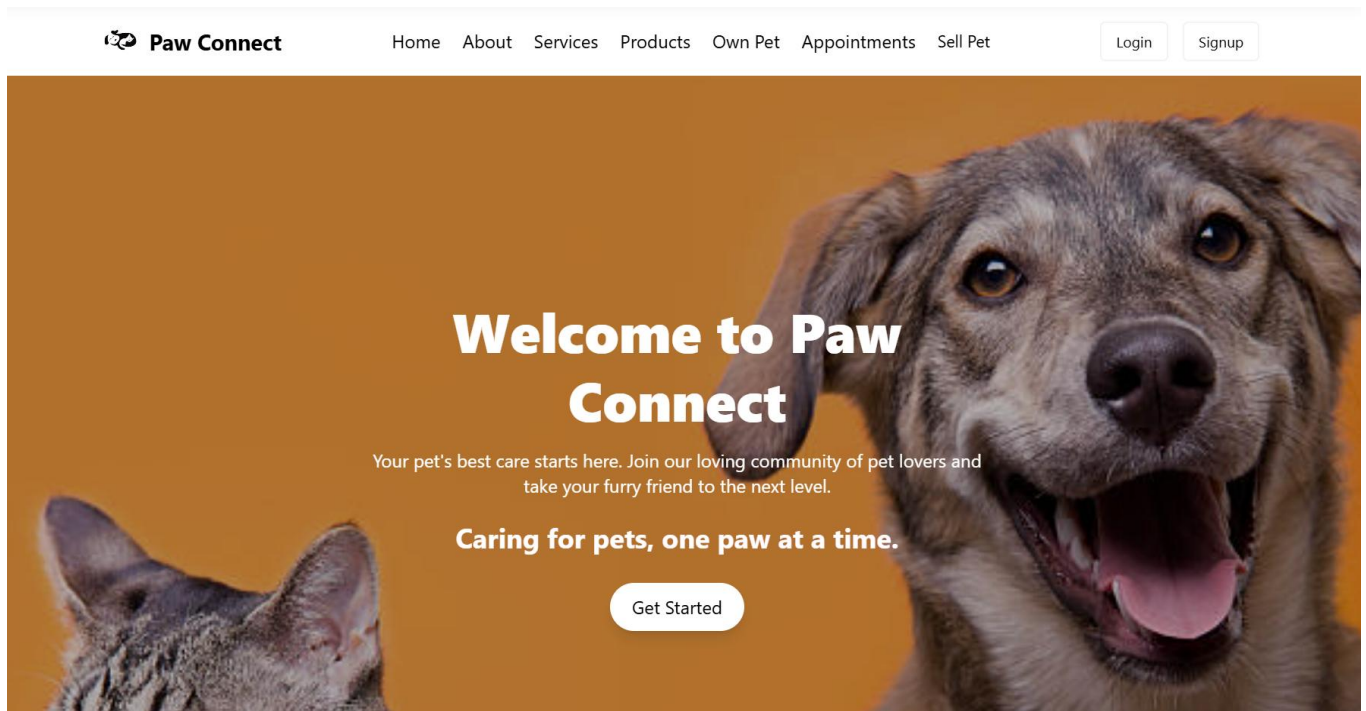 Paw Connect Home About Services Products Own Pet Appointments Sell Pet Login Signup
Welcome to Paw
Connect
Your pet's best care starts here. Join our loving community of pet lovers and
take your furry friend to the next level.
Caring for pets, one paw at a time.
Get Started